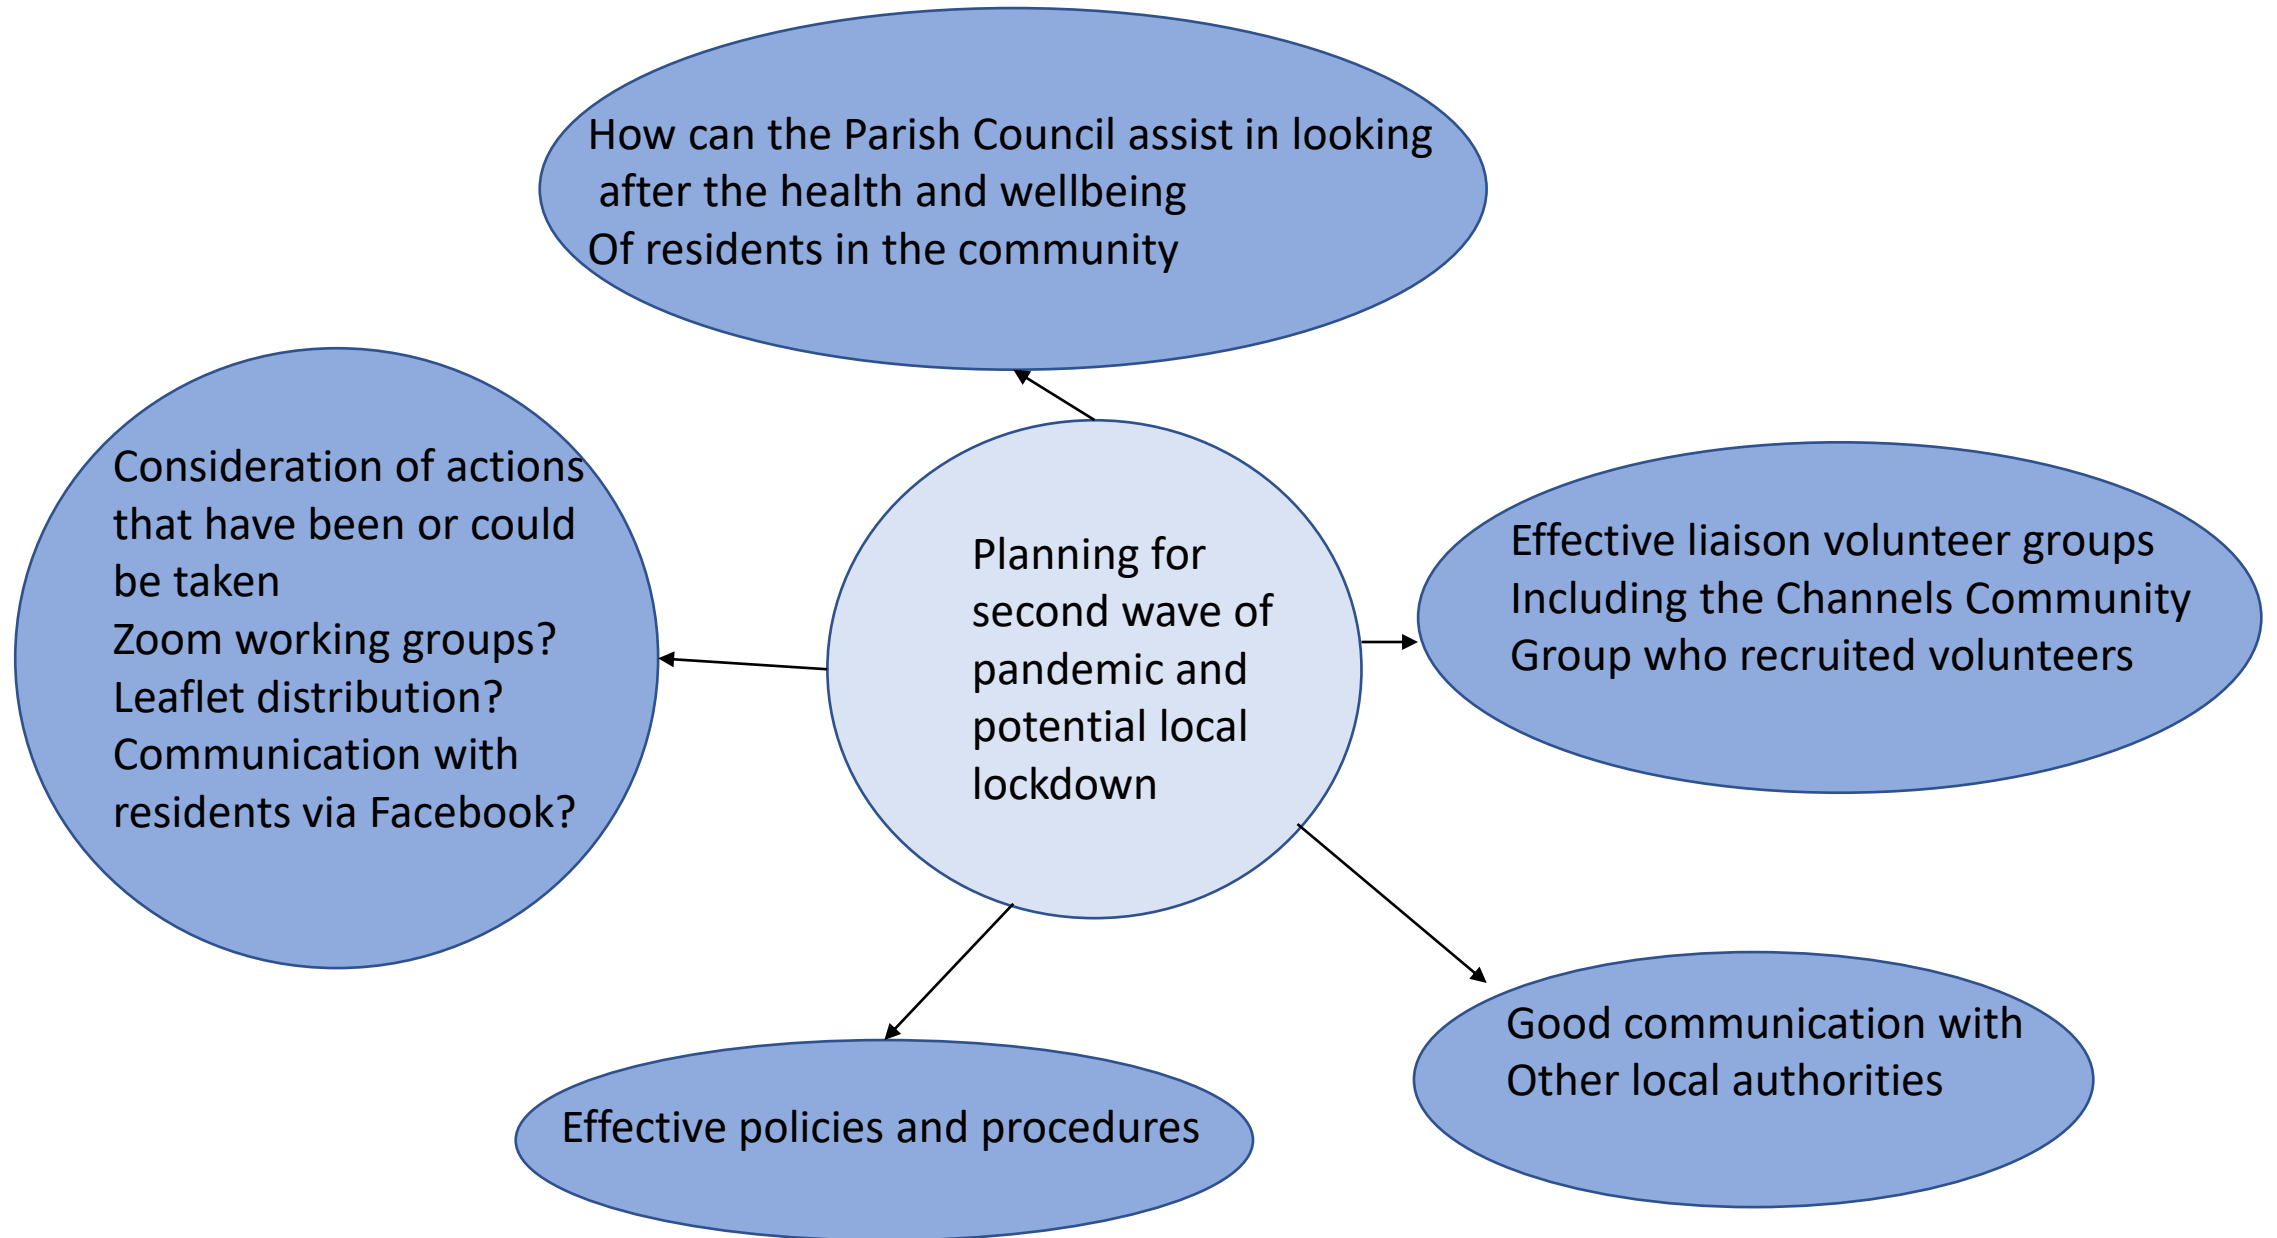 How can the Parish Council assist in looking
after the health and wellbeing
Of residents in the community
Consideration of actions
that have been or could
be taken
Zoom working groups?
Leaflet distribution?
Communication with
residents via Facebook?
Planning for
second wave of
pandemic and
potential local
lockdown
Effective liaison volunteer groups
Including the Channels Community
Group who recruited volunteers
Good communication with
Other local authorities
Effective policies and procedures